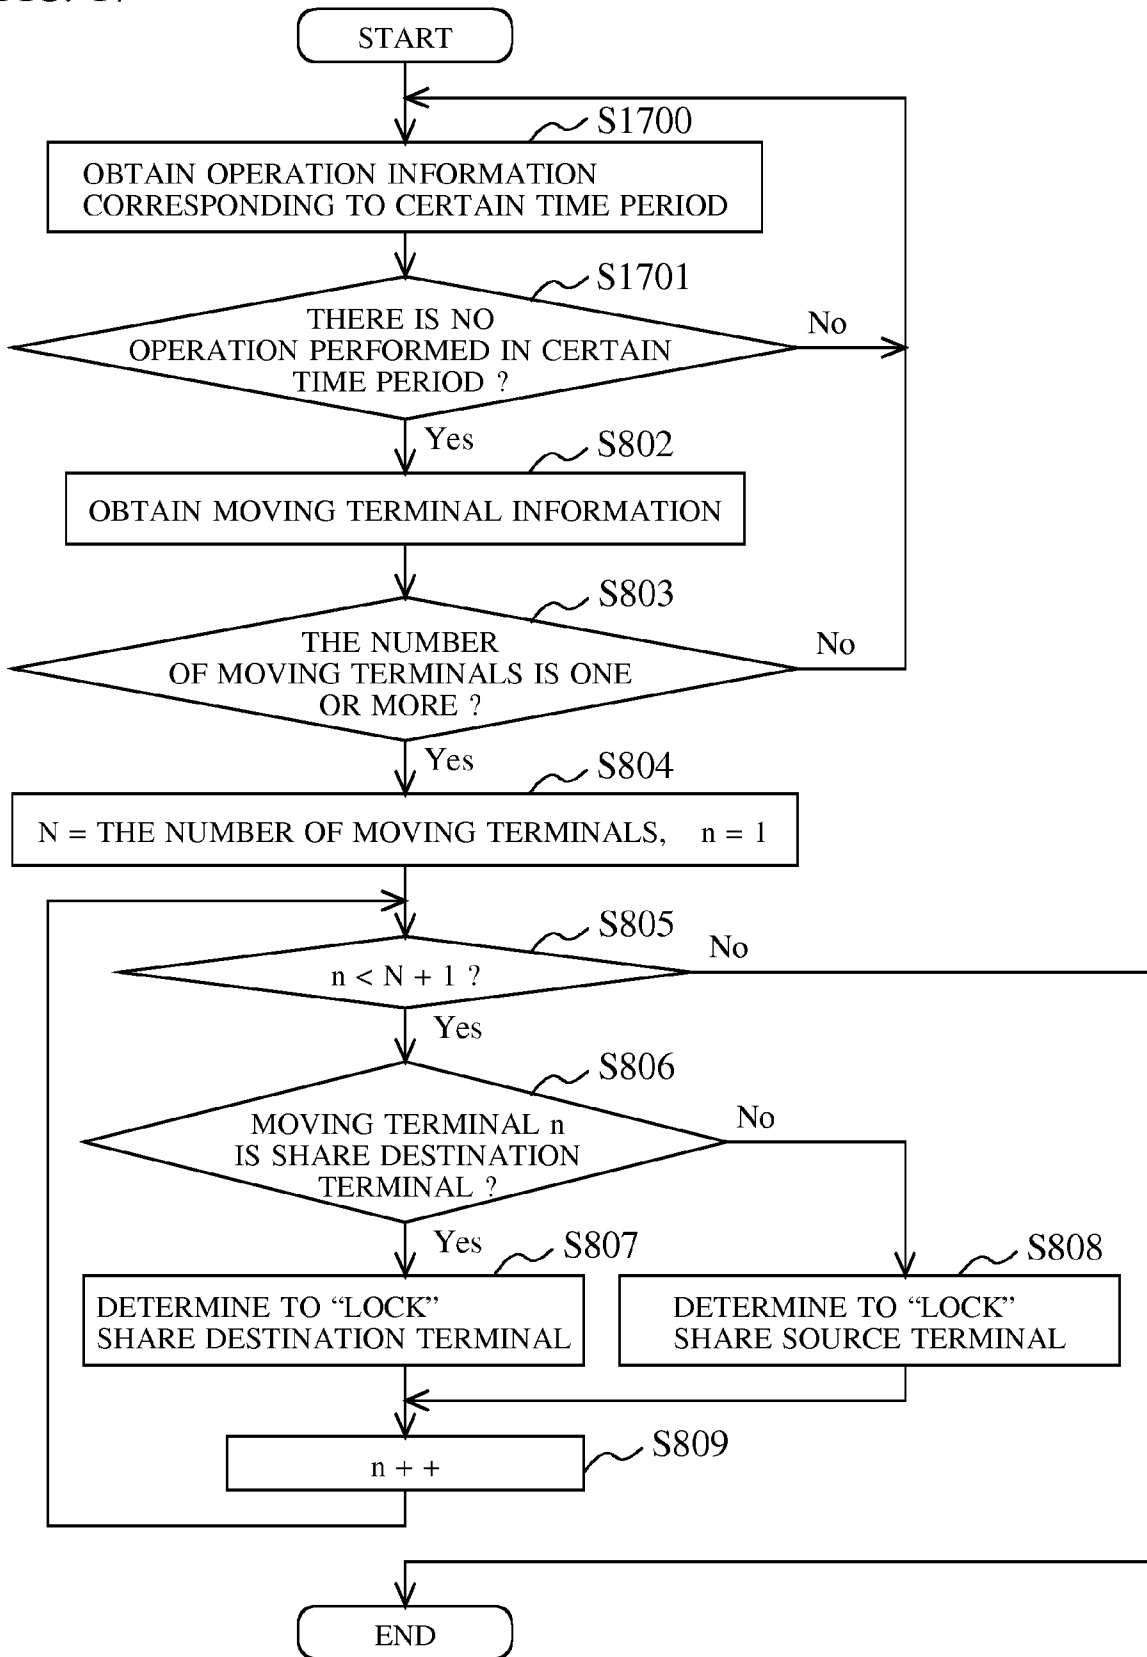 START
S1700
OBTAIN OPERATION INFORMATION
CORRESPONDING TO CERTAIN TIME PERIOD
S1701
THERE IS NO
OPERATION PERFORMED IN CERTAIN
TIME PERIOD ?
No
Yes
S802
OBTAIN MOVING TERMINAL INFORMATION
S803
THE NUMBER
OF MOVING TERMINALS IS ONE
OR MORE ?
No
Yes
S804
N = THE NUMBER OF MOVING TERMINALS, n = 1
S805
n < N + 1 ?
No
Yes
S806
MOVING TERMINAL n
IS SHARE DESTINATION
TERMINAL ?
No
Yes
S807
DETERMINE TO “LOCK”
SHARE DESTINATION TERMINAL
S808
DETERMINE TO “LOCK”
SHARE SOURCE TERMINAL
S809
n + +
END